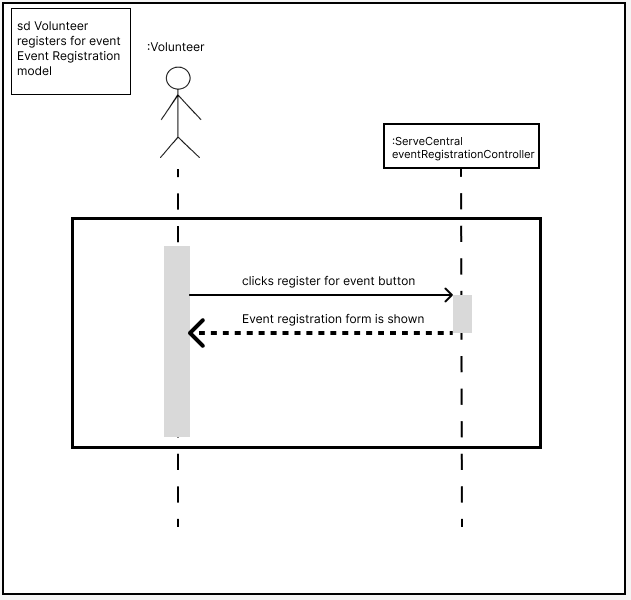 sd Volunteer
registers for event
Event Registration
model
:Volunteer
:ServeCentral
eventRegistrationController
clicks register for event button
Event registration form is shown